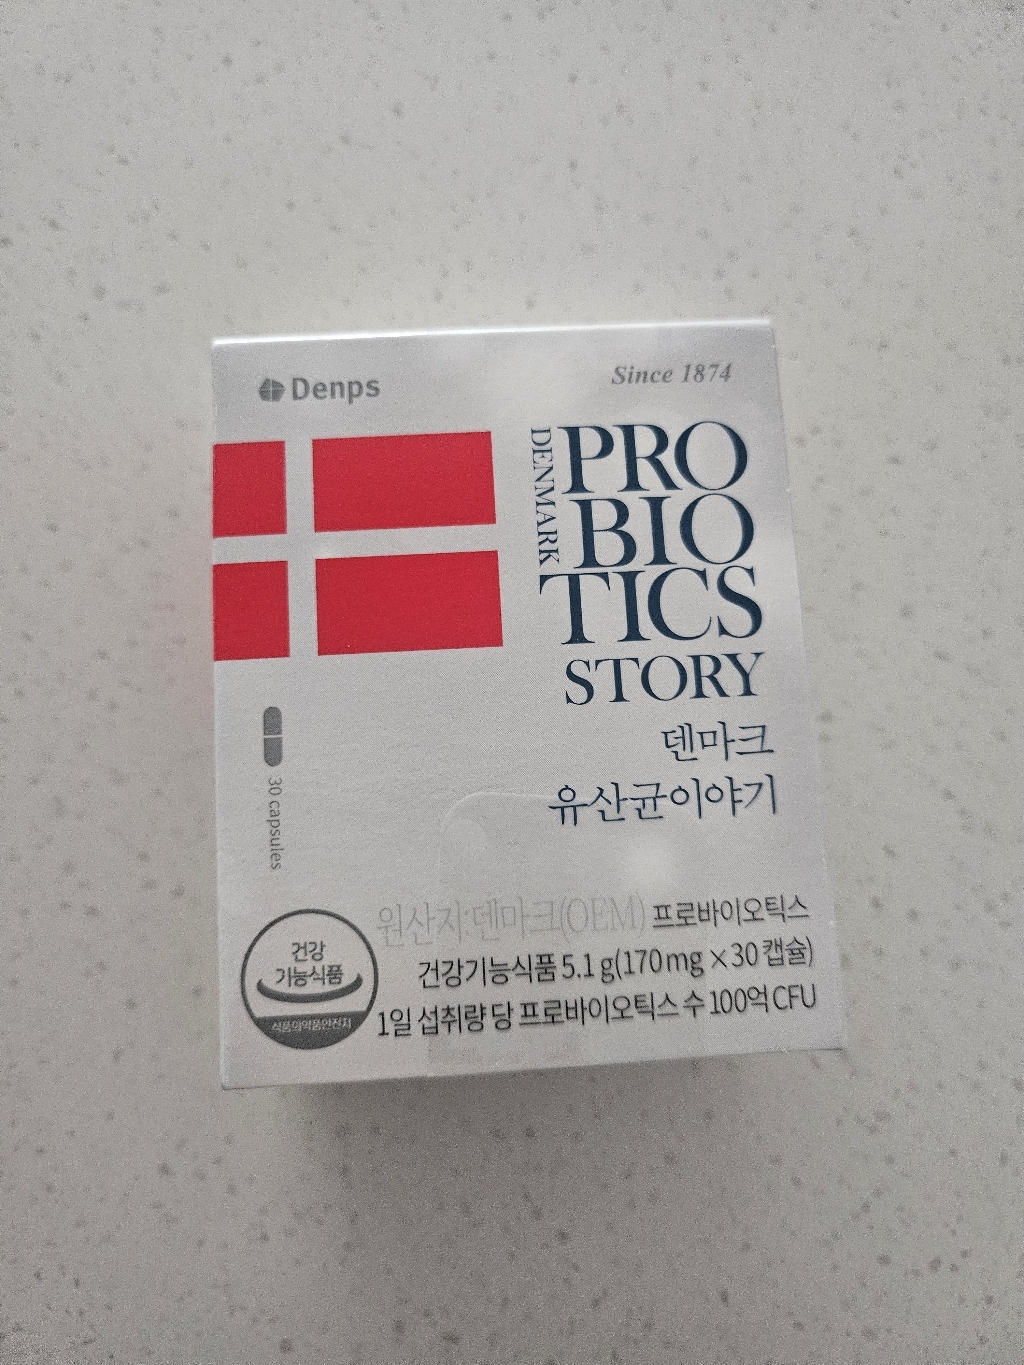 Denps
Since 1874
DENMARK
PRO
BIO
TICS
STORY
덴마크
유산균이야기
30 capsules
건강
기능식품
식품의약품안전처
원산지:덴마크(OEM) 프로바이오틱스
건강기능식품 5.1 g(170 mg ×30 캡슐)
1일 섭취량 당 프로바이오틱스 수 100억 CFU